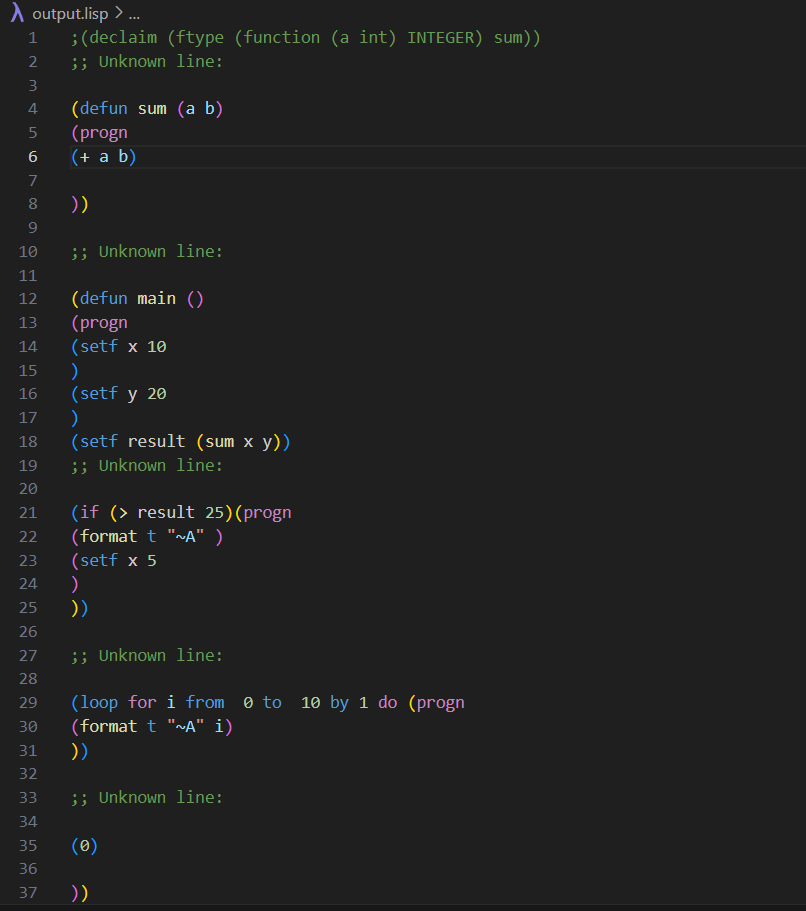 output.lisp > ...
1 ;(declaim (ftype (function (a int) INTEGER) sum))
2 ;; Unknown line:
3
4 (defun sum (a b)
5 (progn
6 (+ a b)
7
8 ))
9
10 ;; Unknown line:
11
12 (defun main ()
13 (progn
14 (setf x 10
15 )
16 (setf y 20
17 )
18 (setf result (sum x y))
19 ;; Unknown line:
20
21 (if (> result 25)(progn
22 (format t "~A" )
23 (setf x 5
24 )
25 ))
26
27 ;; Unknown line:
28
29 (loop for i from  0 to  10 by 1 do (progn
30 (format t "~A" i)
31 ))
32
33 ;; Unknown line:
34
35 (0)
36
37 ))